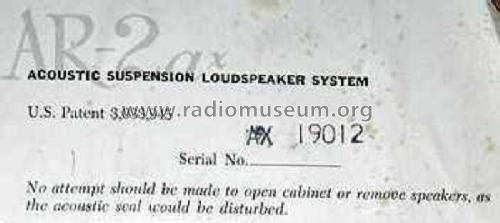 AR-2ax
ACOUSTIC SUSPENSION LOUDSPEAKER SYSTEM
U.S. Patent
www.radiomuseum.org
AX 19012
Serial No.
No attempt should be made to open cabinet or remove speakers, as
the acoustic seal would be disturbed.